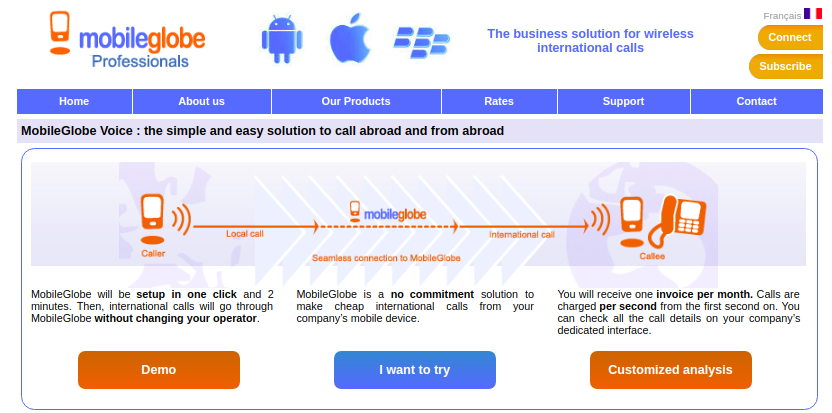 Français
mobileglobe
Professionals
The business solution for wireless
international calls
Connect
Subscribe
Home About us Our Products Rates Support Contact
MobileGlobe Voice : the simple and easy solution to call abroad and from abroad
mobileglobe
Local call
International call
Caller
Seamless connection to MobileGlobe
Callee
MobileGlobe will be setup in one click and 2
minutes. Then, international calls will go through
MobileGlobe without changing your operator.
MobileGlobe is a no commitment solution to
make cheap international calls from your
company's mobile device.
You will receive one invoice per month. Calls are
charged per second from the first second on. You
can check all the call details on your company's
dedicated interface.
Demo
I want to try
Customized analysis